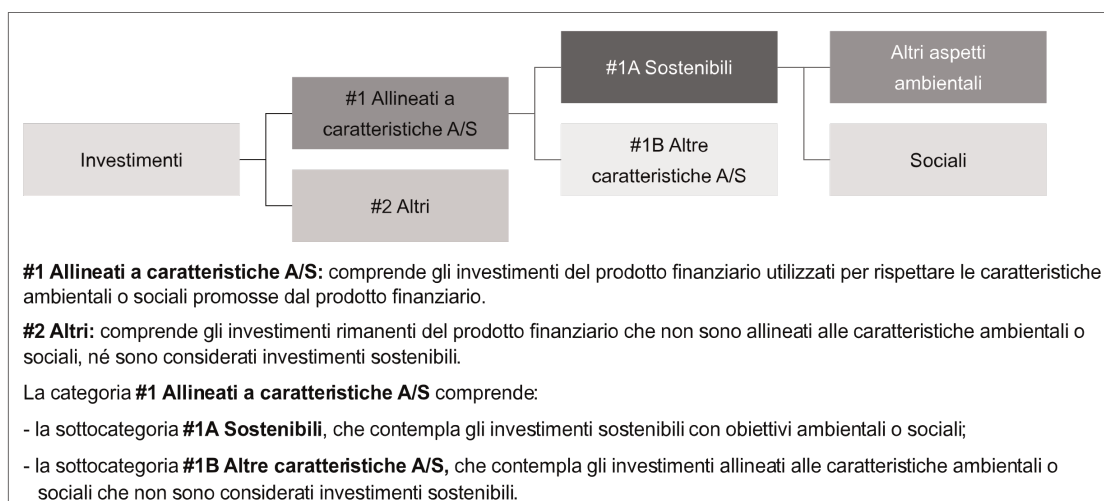 Investimenti
#1 Allineati a
caratteristiche A/S
#2 Altri
#1A Sostenibili
#1B Altre
caratteristiche A/S
Altri aspetti
ambientali
Sociali
#1 Allineati a caratteristiche A/S: comprende gli investimenti del prodotto finanziario utilizzati per rispettare le caratteristiche
ambientali o sociali promosse dal prodotto finanziario.
#2 Altri: comprende gli investimenti rimanenti del prodotto finanziario che non sono allineati alle caratteristiche ambientali o
sociali, né sono considerati investimenti sostenibili.
La categoria #1 Allineati a caratteristiche A/S comprende:
- la sottocategoria #1A Sostenibili, che contempla gli investimenti sostenibili con obiettivi ambientali o sociali;
- la sottocategoria #1B Altre caratteristiche A/S, che contempla gli investimenti allineati alle caratteristiche ambientali o
sociali che non sono considerati investimenti sostenibili.